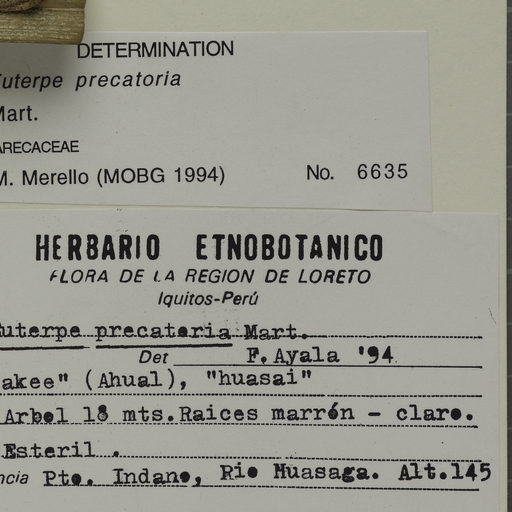 DETERMINATION
uterpe precatoria
Mart.
ARECACEAE
M. Merello (MOBG 1994) No. 6635
HERBARIO ETNOBOTANICO
FLORA DE LA REGION DE LORETO
Iquitos-Perú
uterpe precatoria Mart.
Det F. Ayala '94
akee" (Ahual), "huasai"
Arbol 18 mts. Raices marrón - claro.
Esteril .
ncia Pto. Indano, Rio Huasaga. Alt. 145